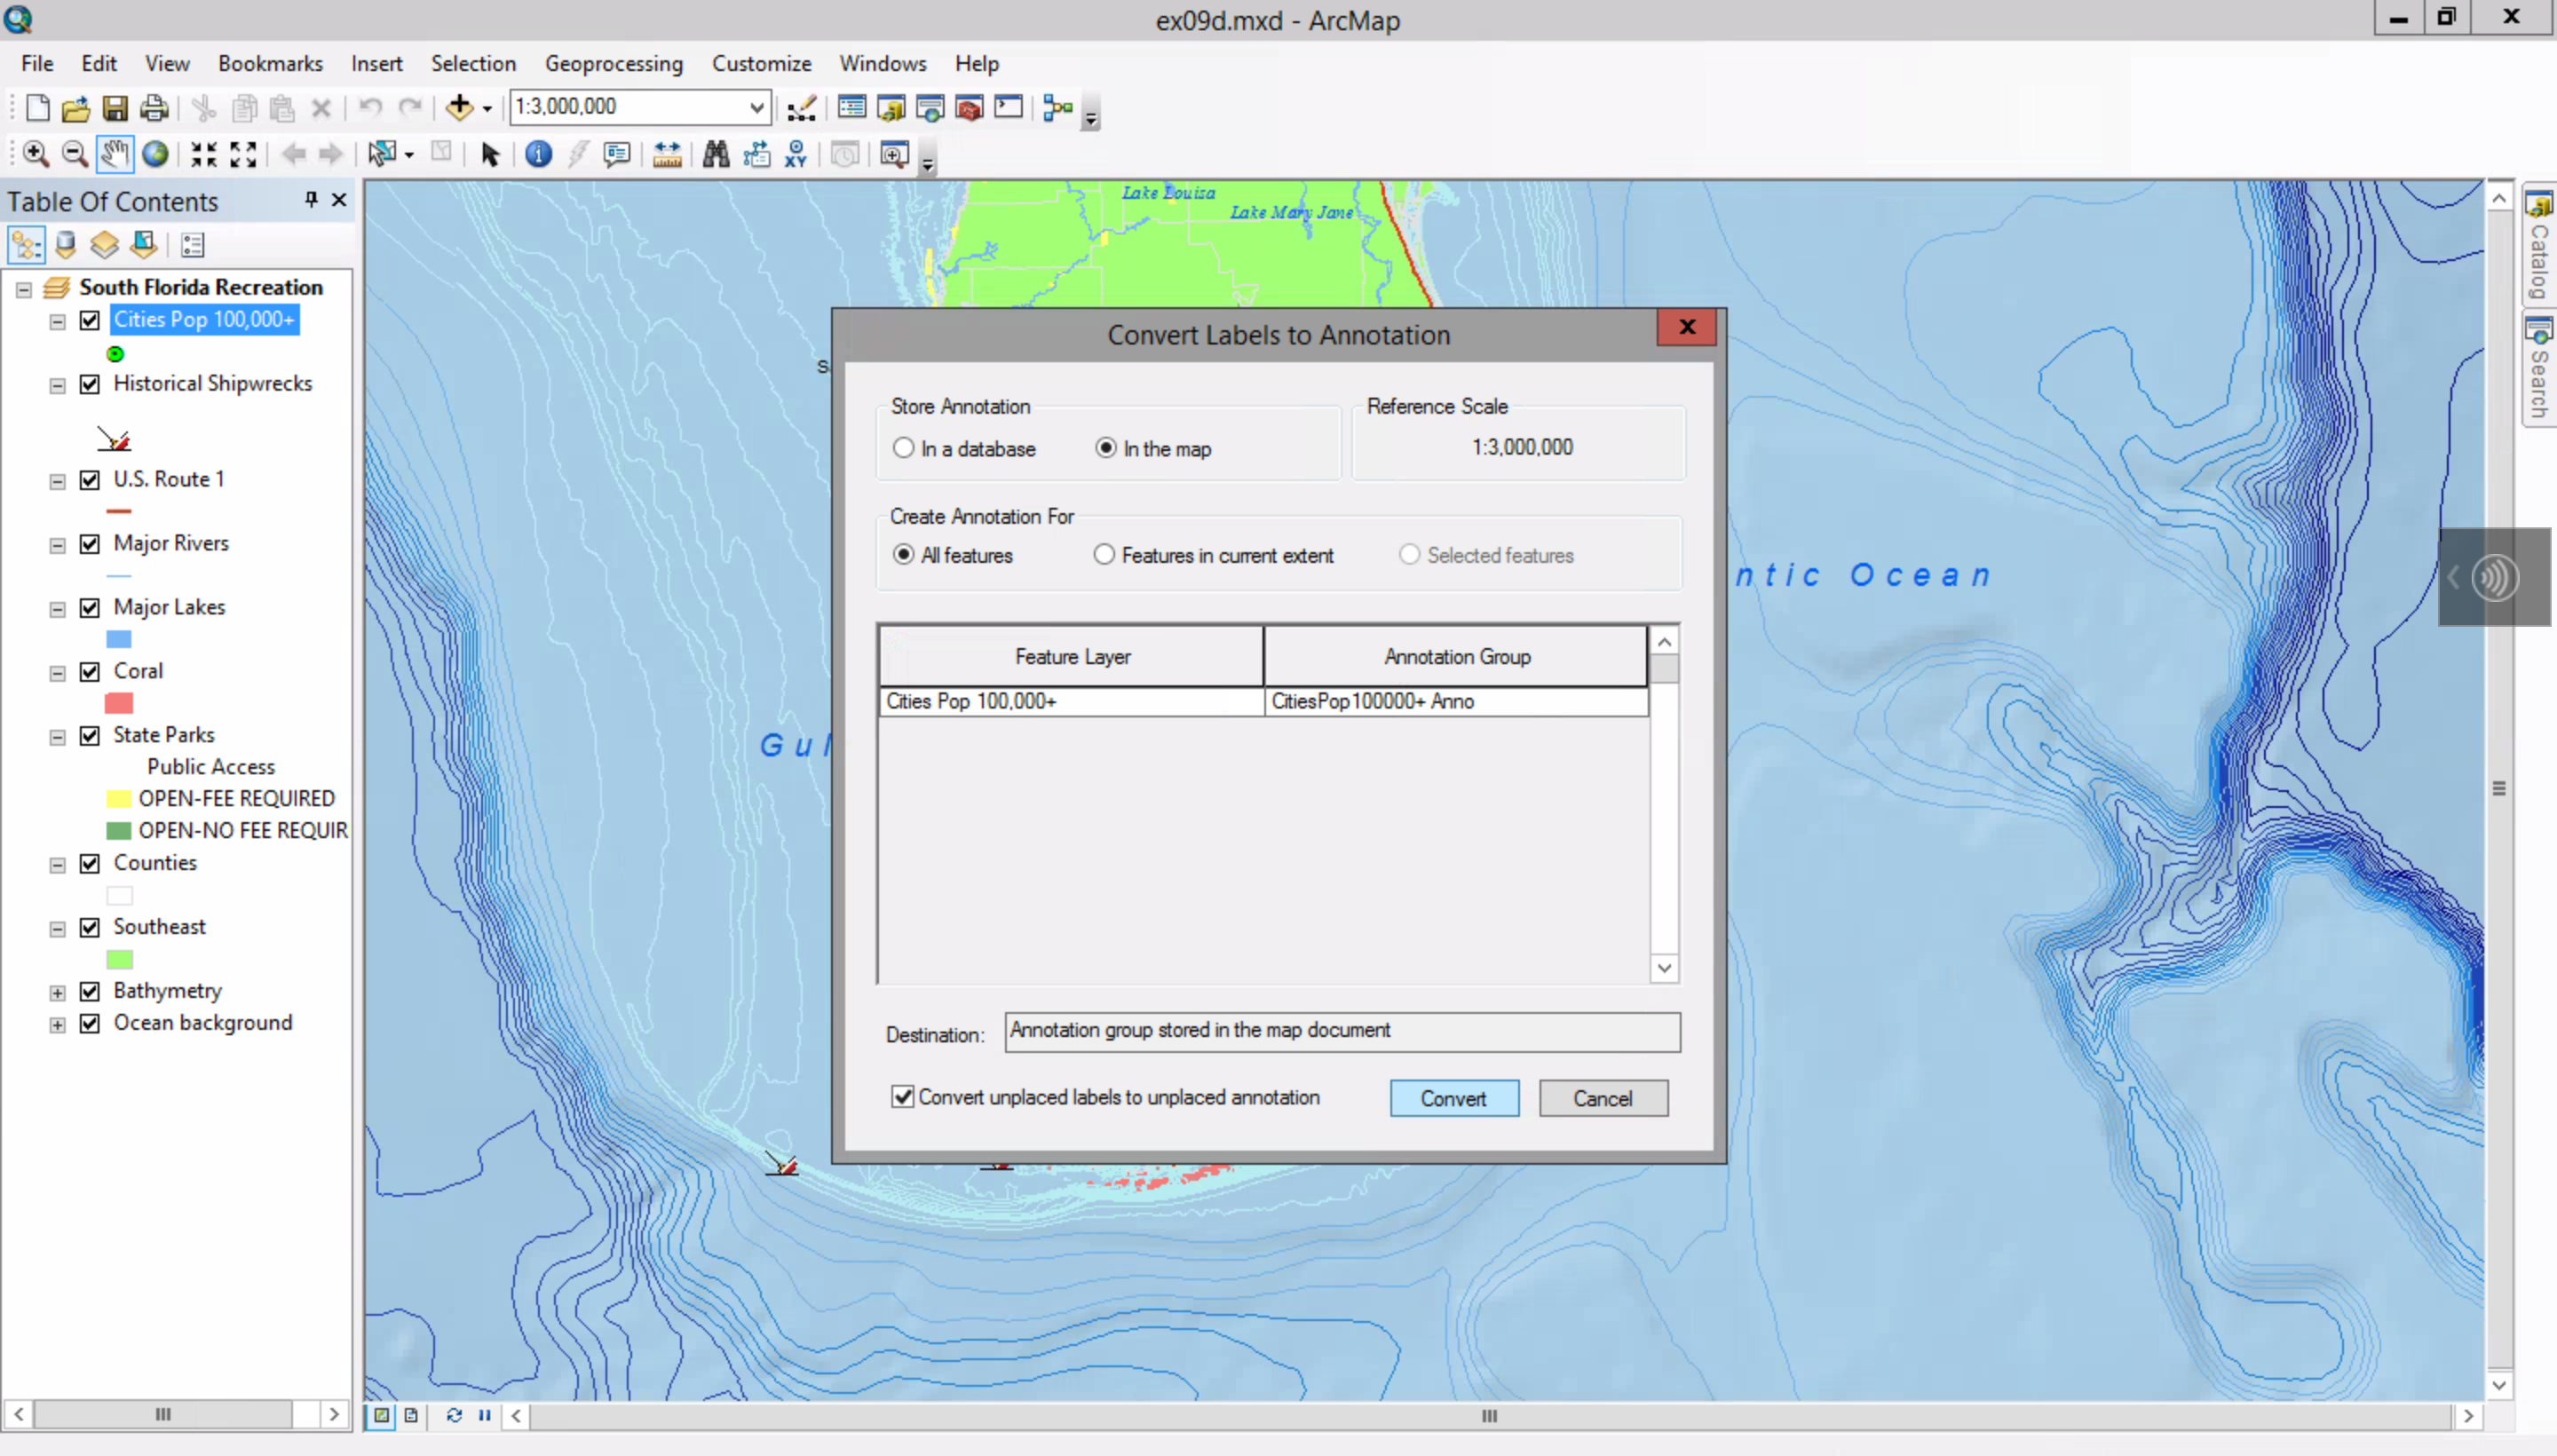 ex09d.mxd - ArcMap
File Edit View Bookmarks Insert Selection Geoprocessing Customize Windows Help
1:3,000,000
XY
Table Of Contents
South Florida Recreation
Cities Pop 100,000+
Historical Shipwrecks
U.S. Route 1
Major Rivers
Major Lakes
Coral
State Parks
Public Access
OPEN-FEE REQUIRED
OPEN-NO FEE REQUIR
Counties
Southeast
Bathymetry
Ocean background
Lake Louisa
Lake Mary Jane
S
Gul
ntic Ocean
Convert Labels to Annotation
Store Annotation
In a database
In the map
Reference Scale
1:3,000,000
Create Annotation For
All features
Features in current extent
Selected features
Feature Layer
Annotation Group
Cities Pop 100,000+
CitiesPop100000+ Anno
Destination:
Annotation group stored in the map document
Convert unplaced labels to unplaced annotation
Convert
Cancel
Catalog
Search